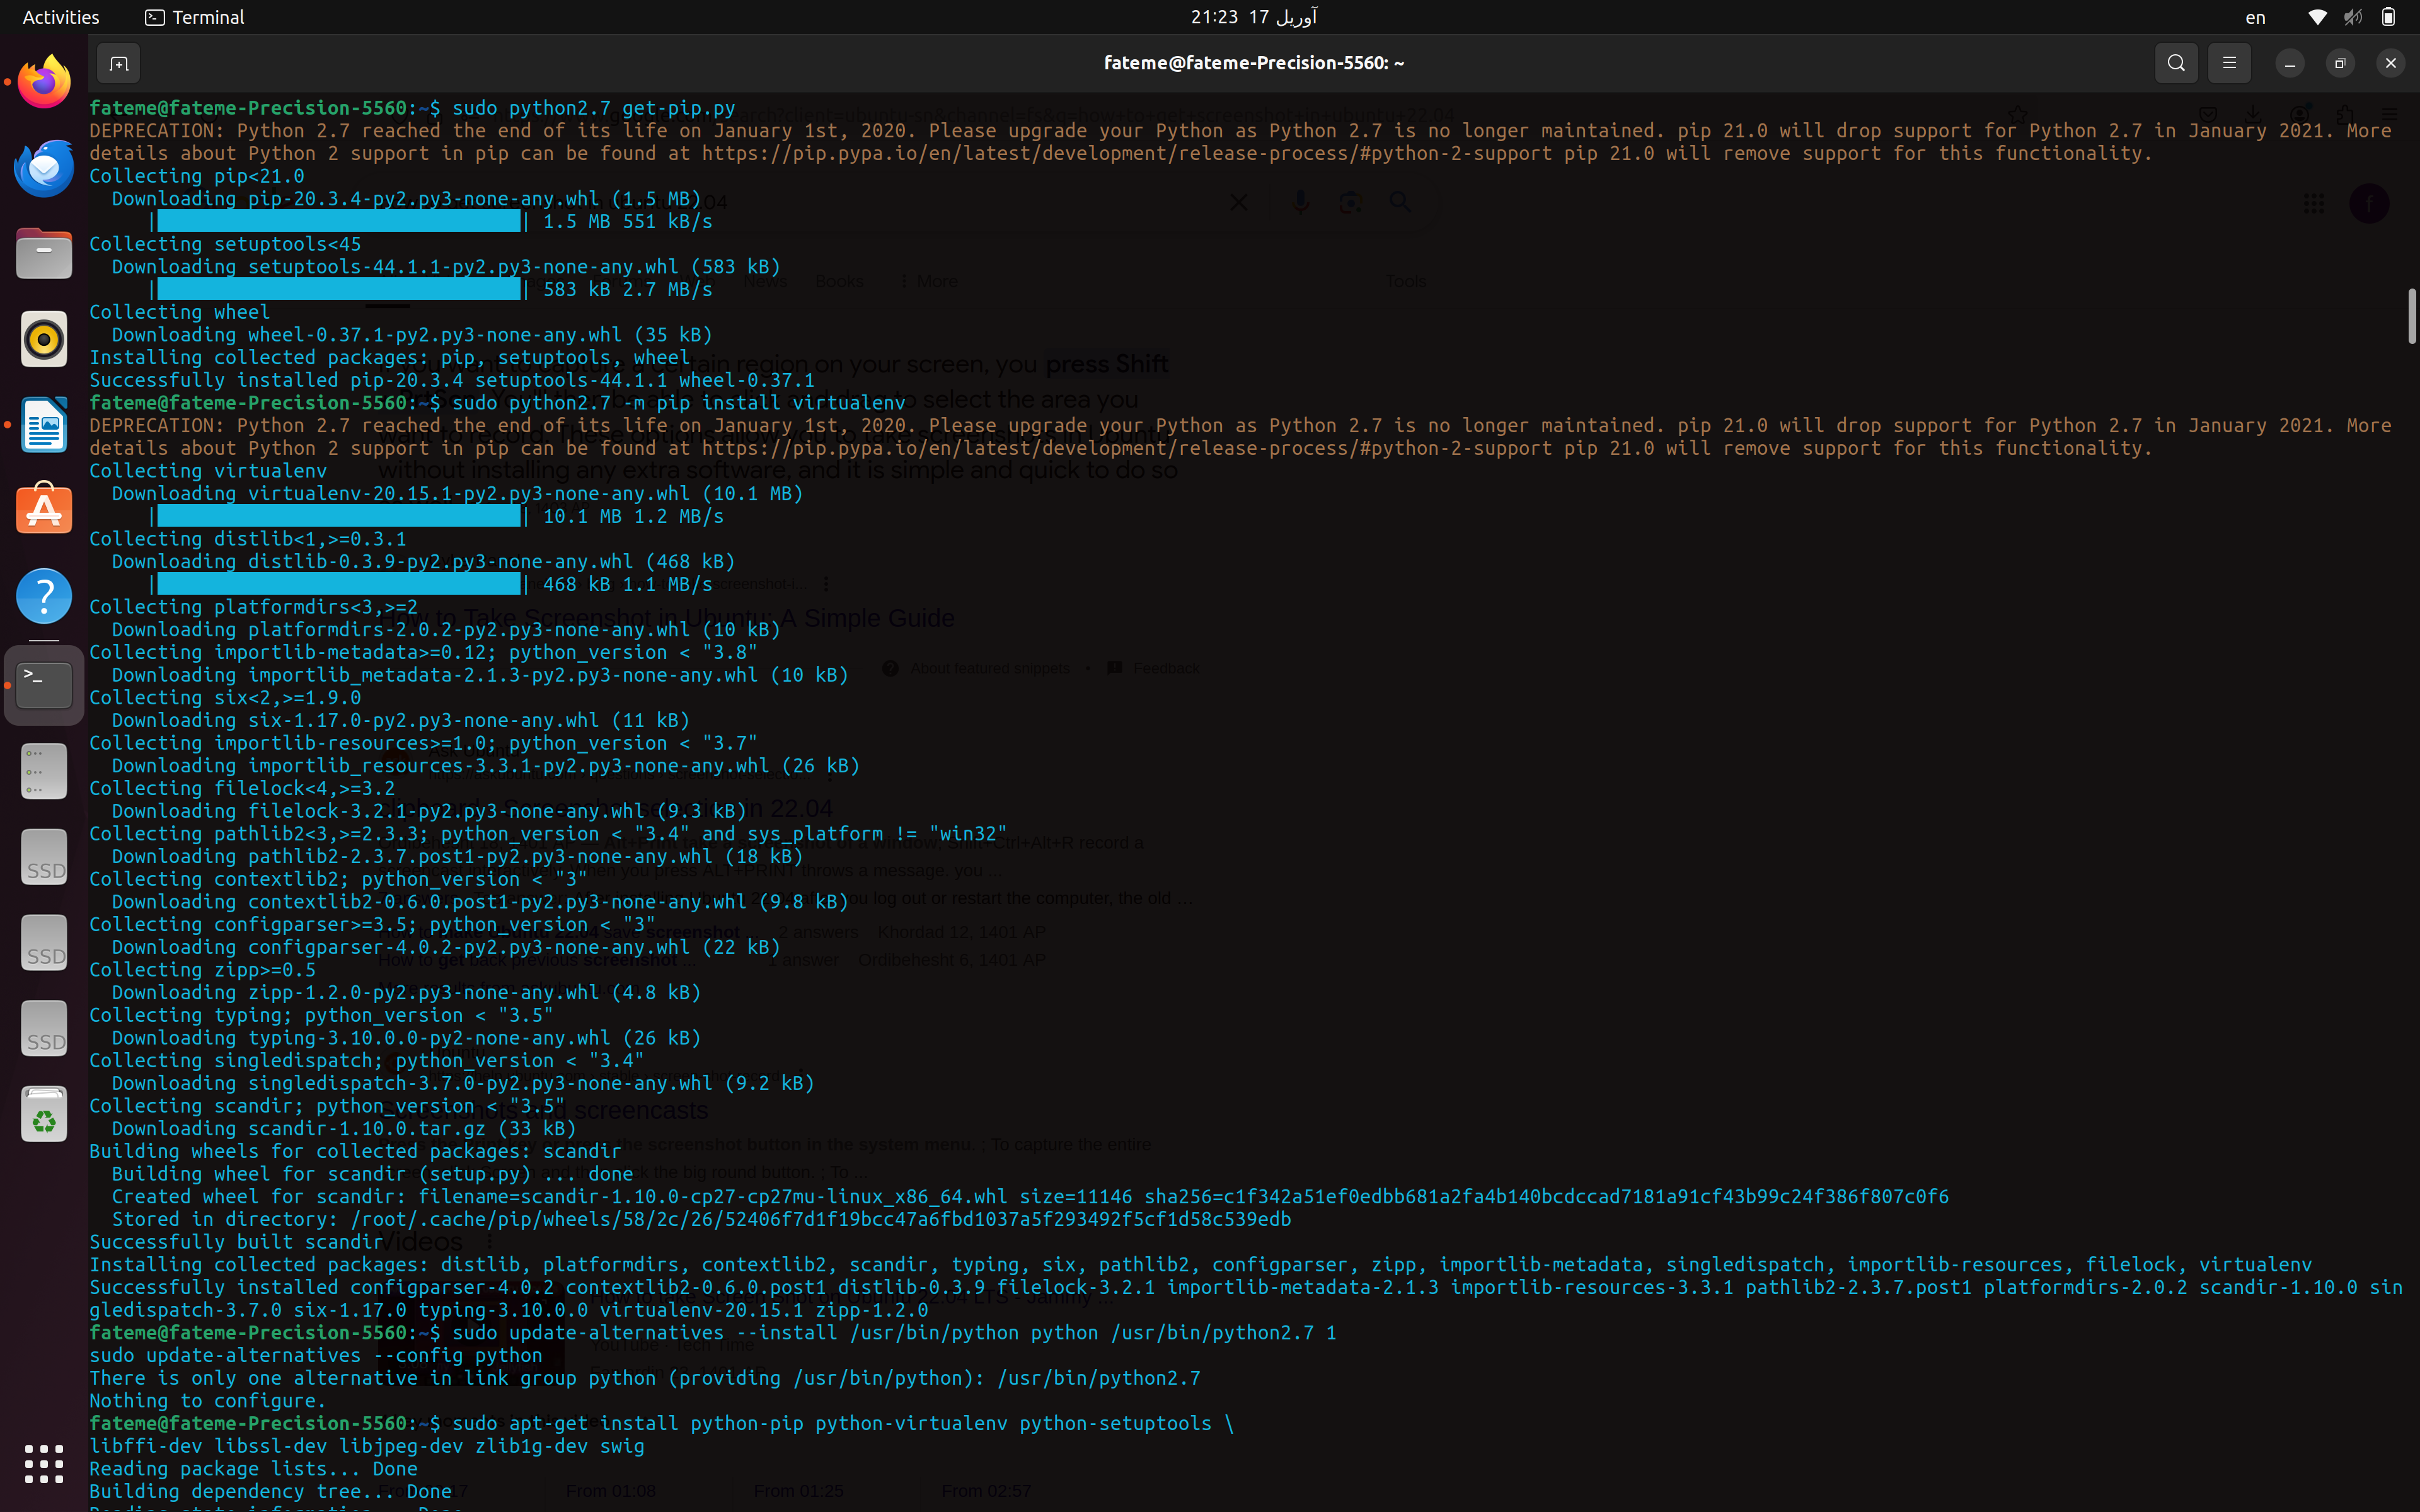 Activities
Terminal
21:23 17 آوریل
en
fateme@fateme-Precision-5560: ~
fateme@fateme-Precision-5560:~$ sudo python2.7 get-pip.py
DEPRECATION: Python 2.7 reached the end of its life on January 1st, 2020. Please upgrade your Python as Python 2.7 is no longer maintained. pip 21.0 will drop support for Python 2.7 in January 2021. More
details about Python 2 support in pip can be found at https://pip.pypa.io/en/latest/development/release-process/#python-2-support pip 21.0 will remove support for this functionality.
Collecting pip<21.0
  Downloading pip-20.3.4-py2.py3-none-any.whl (1.5 MB)
| | 1.5 MB 551 kB/s
Collecting setuptools<45
  Downloading setuptools-44.1.1-py2.py3-none-any.whl (583 kB)
| | 583 kB 2.7 MB/s
Collecting wheel
  Downloading wheel-0.37.1-py2.py3-none-any.whl (35 kB)
Installing collected packages: pip, setuptools, wheel
Successfully installed pip-20.3.4 setuptools-44.1.1 wheel-0.37.1
fateme@fateme-Precision-5560:~$ sudo python2.7 -m pip install virtualenv
DEPRECATION: Python 2.7 reached the end of its life on January 1st, 2020. Please upgrade your Python as Python 2.7 is no longer maintained. pip 21.0 will drop support for Python 2.7 in January 2021. More
details about Python 2 support in pip can be found at https://pip.pypa.io/en/latest/development/release-process/#python-2-support pip 21.0 will remove support for this functionality.
Collecting virtualenv
  Downloading virtualenv-20.15.1-py2.py3-none-any.whl (10.1 MB)
| | 10.1 MB 1.2 MB/s
Collecting distlib<1,>=0.3.1
  Downloading distlib-0.3.9-py2.py3-none-any.whl (468 kB)
| | 468 kB 1.1 MB/s
Collecting platformdirs<3,>=2
  Downloading platformdirs-2.0.2-py2.py3-none-any.whl (10 kB)
Collecting importlib-metadata>=0.12; python_version < "3.8"
  Downloading importlib_metadata-2.1.3-py2.py3-none-any.whl (10 kB)
Collecting six<2,>=1.9.0
  Downloading six-1.17.0-py2.py3-none-any.whl (11 kB)
Collecting importlib-resources>=1.0; python_version < "3.7"
  Downloading importlib_resources-3.3.1-py2.py3-none-any.whl (26 kB)
Collecting filelock<4,>=3.2
  Downloading filelock-3.2.1-py2.py3-none-any.whl (9.3 kB)
Collecting pathlib2<3,>=2.3.3; python_version < "3.4" and sys_platform != "win32"
  Downloading pathlib2-2.3.7.post1-py2.py3-none-any.whl (18 kB)
Collecting contextlib2; python_version < "3"
  Downloading contextlib2-0.6.0.post1-py2.py3-none-any.whl (9.8 kB)
Collecting configparser>=3.5; python_version < "3"
  Downloading configparser-4.0.2-py2.py3-none-any.whl (22 kB)
Collecting zipp>=0.5
  Downloading zipp-1.2.0-py2.py3-none-any.whl (4.8 kB)
Collecting typing; python_version < "3.5"
  Downloading typing-3.10.0.0-py2-none-any.whl (26 kB)
Collecting singledispatch; python_version < "3.4"
  Downloading singledispatch-3.7.0-py2.py3-none-any.whl (9.2 kB)
Collecting scandir; python_version < "3.5"
  Downloading scandir-1.10.0.tar.gz (33 kB)
Building wheels for collected packages: scandir
  Building wheel for scandir (setup.py) ... done
  Created wheel for scandir: filename=scandir-1.10.0-cp27-cp27mu-linux_x86_64.whl size=11146 sha256=c1f342a51ef0edbb681a2fa4b140bcdccad7181a91cf43b99c24f386f807c0f6
  Stored in directory: /root/.cache/pip/wheels/58/2c/26/52406f7d1f19bcc47a6fbd1037a5f293492f5cf1d58c539edb
Successfully built scandir
Installing collected packages: distlib, platformdirs, contextlib2, scandir, typing, six, pathlib2, configparser, zipp, importlib-metadata, singledispatch, importlib-resources, filelock, virtualenv
Successfully installed configparser-4.0.2 contextlib2-0.6.0.post1 distlib-0.3.9 filelock-3.2.1 importlib-metadata-2.1.3 importlib-resources-3.3.1 pathlib2-2.3.7.post1 platformdirs-2.0.2 scandir-1.10.0 sin
gledispatch-3.7.0 six-1.17.0 typing-3.10.0.0 virtualenv-20.15.1 zipp-1.2.0
fateme@fateme-Precision-5560:~$ sudo update-alternatives --install /usr/bin/python python /usr/bin/python2.7 1
sudo update-alternatives --config python
There is only one alternative in link group python (providing /usr/bin/python): /usr/bin/python2.7
Nothing to configure.
fateme@fateme-Precision-5560:~$ sudo apt-get install python-pip python-virtualenv python-setuptools \
libffi-dev libssl-dev libjpeg-dev zlib1g-dev swig
Reading package lists... Done
Building dependency tree... Done
SSD
SSD
SSD